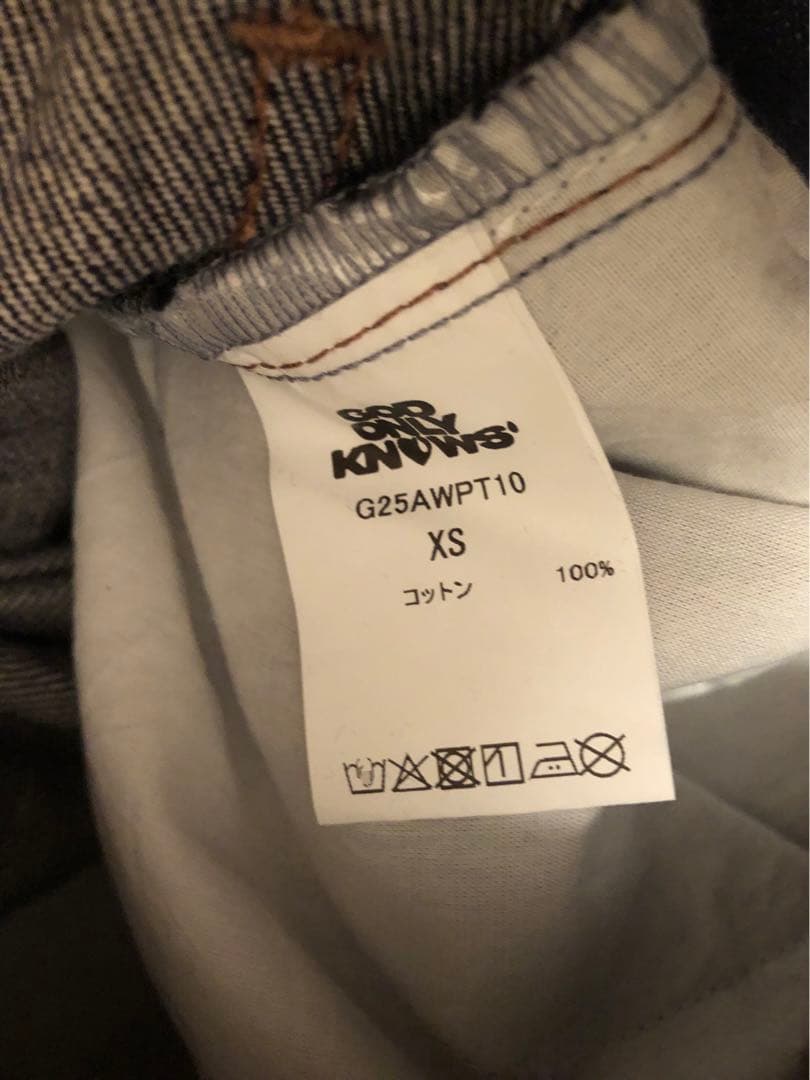 GOD
ONLY
KNOWS'
G25AWPT10
XS
コットン 100%